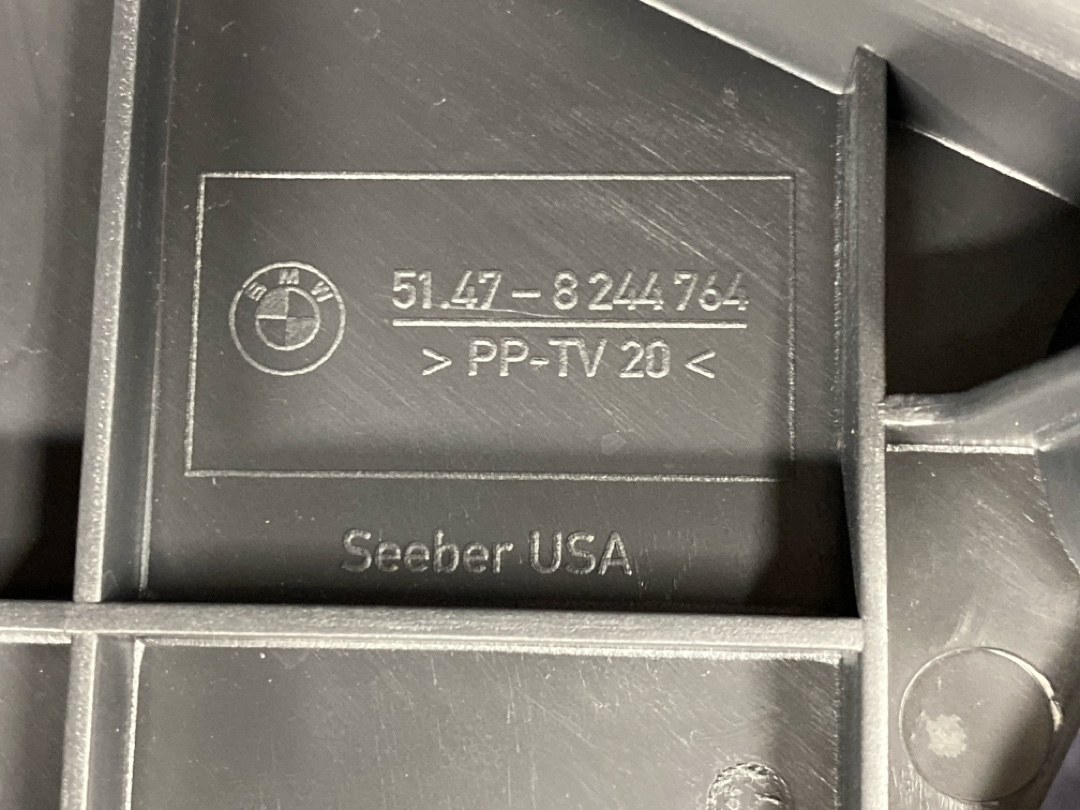 BMW
51.47-8 244 764
> PP-TV 20 <
Seeber USA